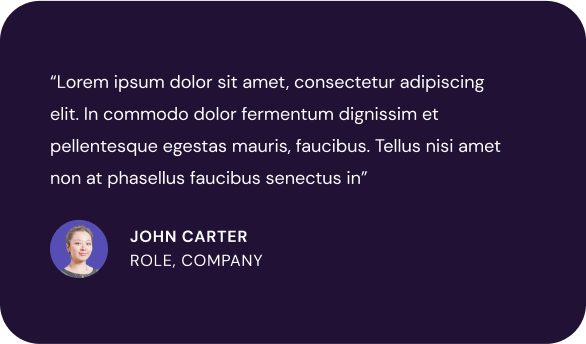 “Lorem ipsum dolor sit amet, consectetur adipiscing
elit. In commodo dolor fermentum dignissim et
pellentesque egestas mauris, faucibus. Tellus nisi amet
non at phasellus faucibus senectus in”
JOHN CARTER
ROLE, COMPANY